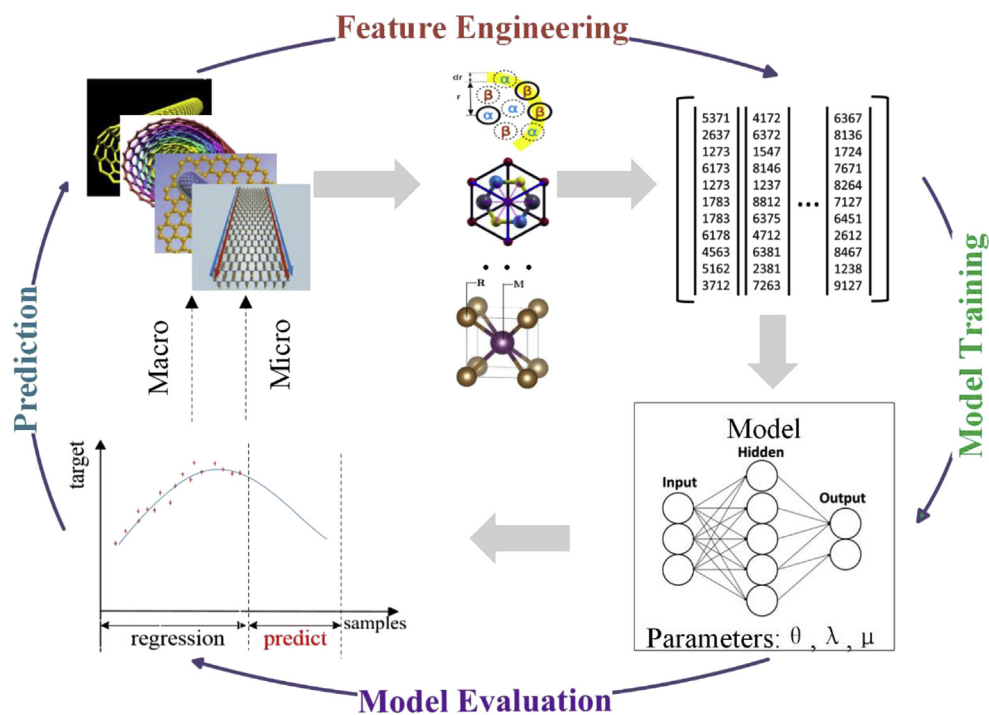 Feature Engineering
dr
r
α
β
β
α
α
β
β
α
5371 4172 6367
2637 6372 8136
1273 1547 1724
6173 8146 7671
1273 1237 ... 8264
1783 8812 7127
1783 6375 6451
6178 4712 2612
4563 6381 8467
5162 2381 1238
3712 7263 9127
...
R
M
Prediction
Macro
Micro
Model Training
Model
Hidden
Input
Output
Parameters: θ , λ , μ
target
samples
regression
predict
Model Evaluation